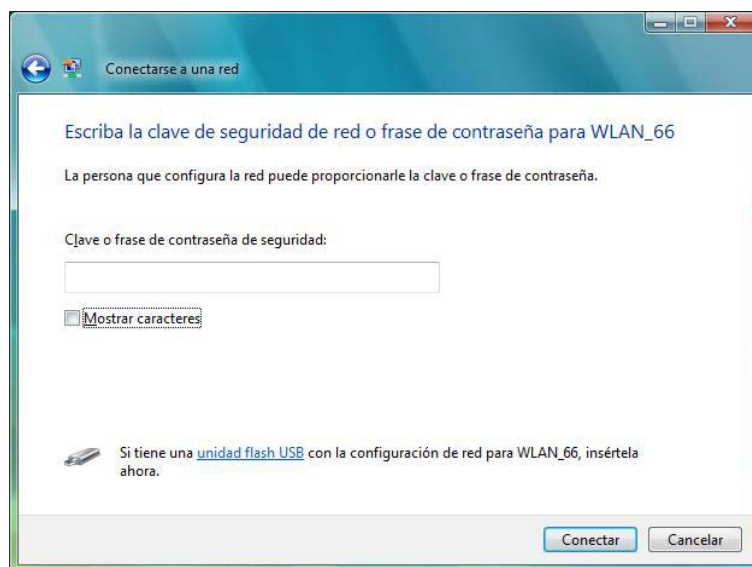 Conectarse a una red
Escriba la clave de seguridad de red o frase de contraseña para WLAN_66
La persona que configura la red puede proporcionarle la clave o frase de contraseña.
Clave o frase de contraseña de seguridad:
Mostrar caracteres
Si tiene una unidad flash USB con la configuración de red para WLAN_66, insértela
ahora.
Conectar Cancelar